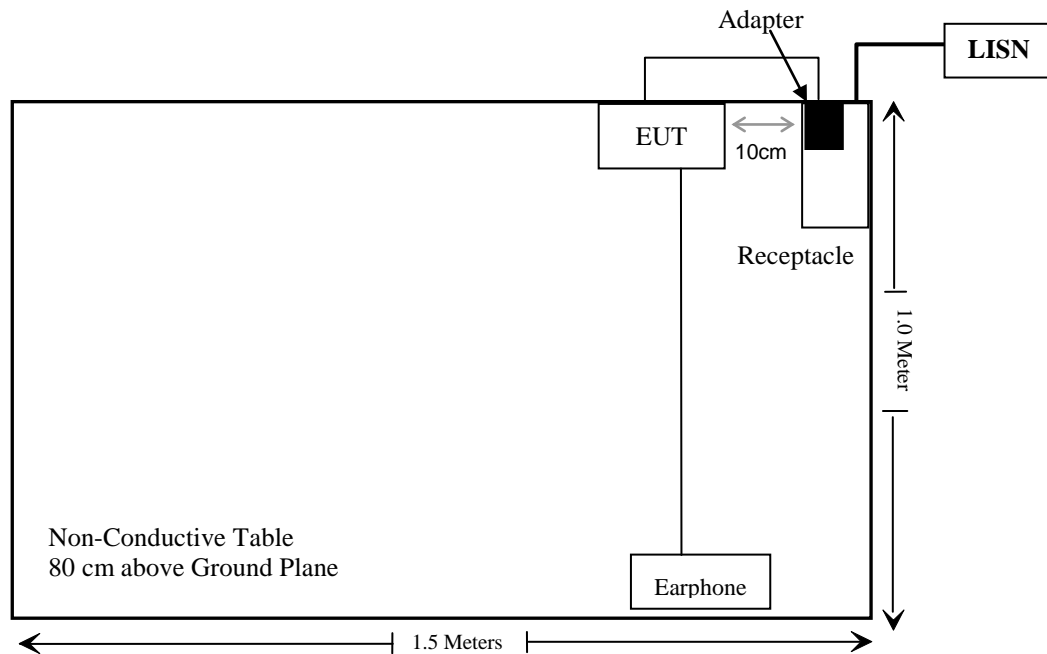 Adapter
LISN
EUT
10cm
Receptacle
1.0 Meter
Non-Conductive Table
80 cm above Ground Plane
Earphone
1.5 Meters